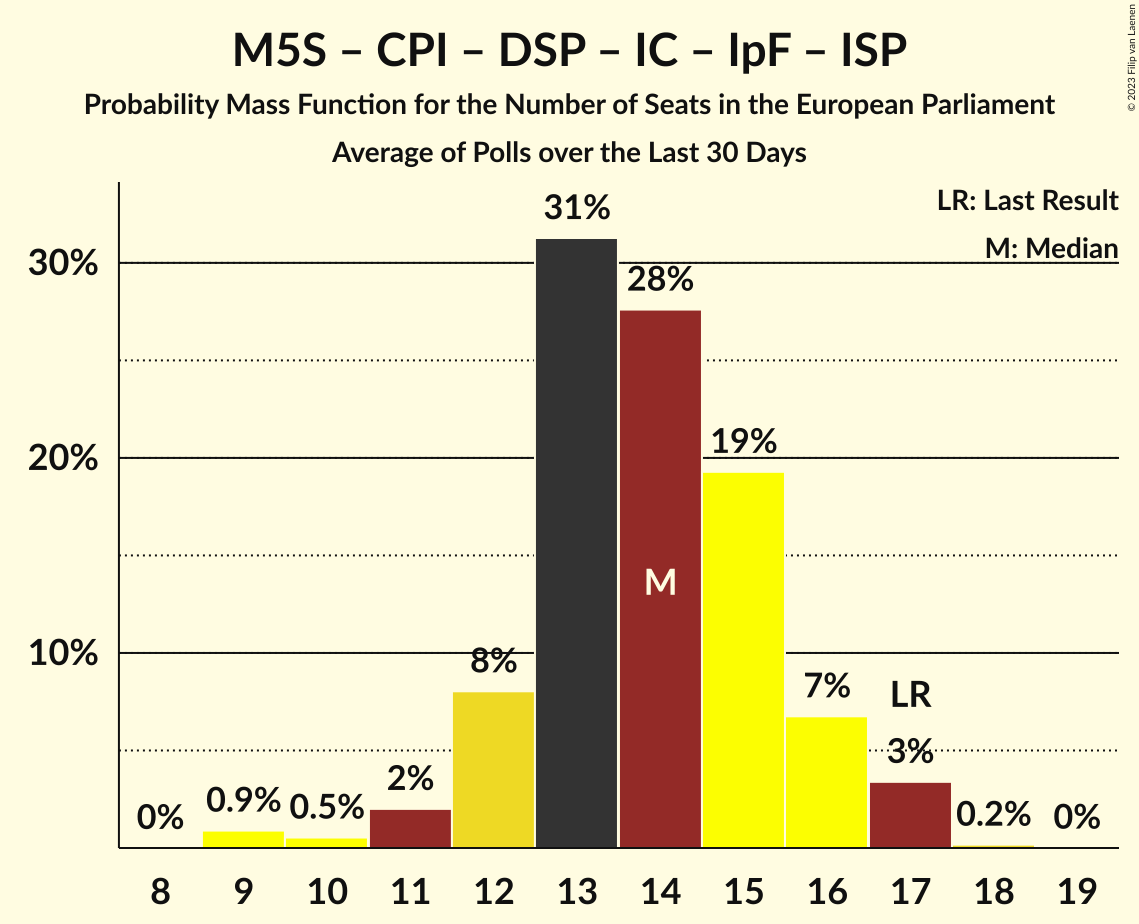 M5S – CPI – DSP – IC – IpF – ISP
Probability Mass Function for the Number of Seats in the European Parliament
Average of Polls over the Last 30 Days
© 2023 Filip van Laenen
LR: Last Result
M: Median
30%
20%
10%
0%
0.9%
0.5%
2%
8%
31%
28%
M
19%
7%
LR
3%
0.2%
0%
8 9 10 11 12 13 14 15 16 17 18 19